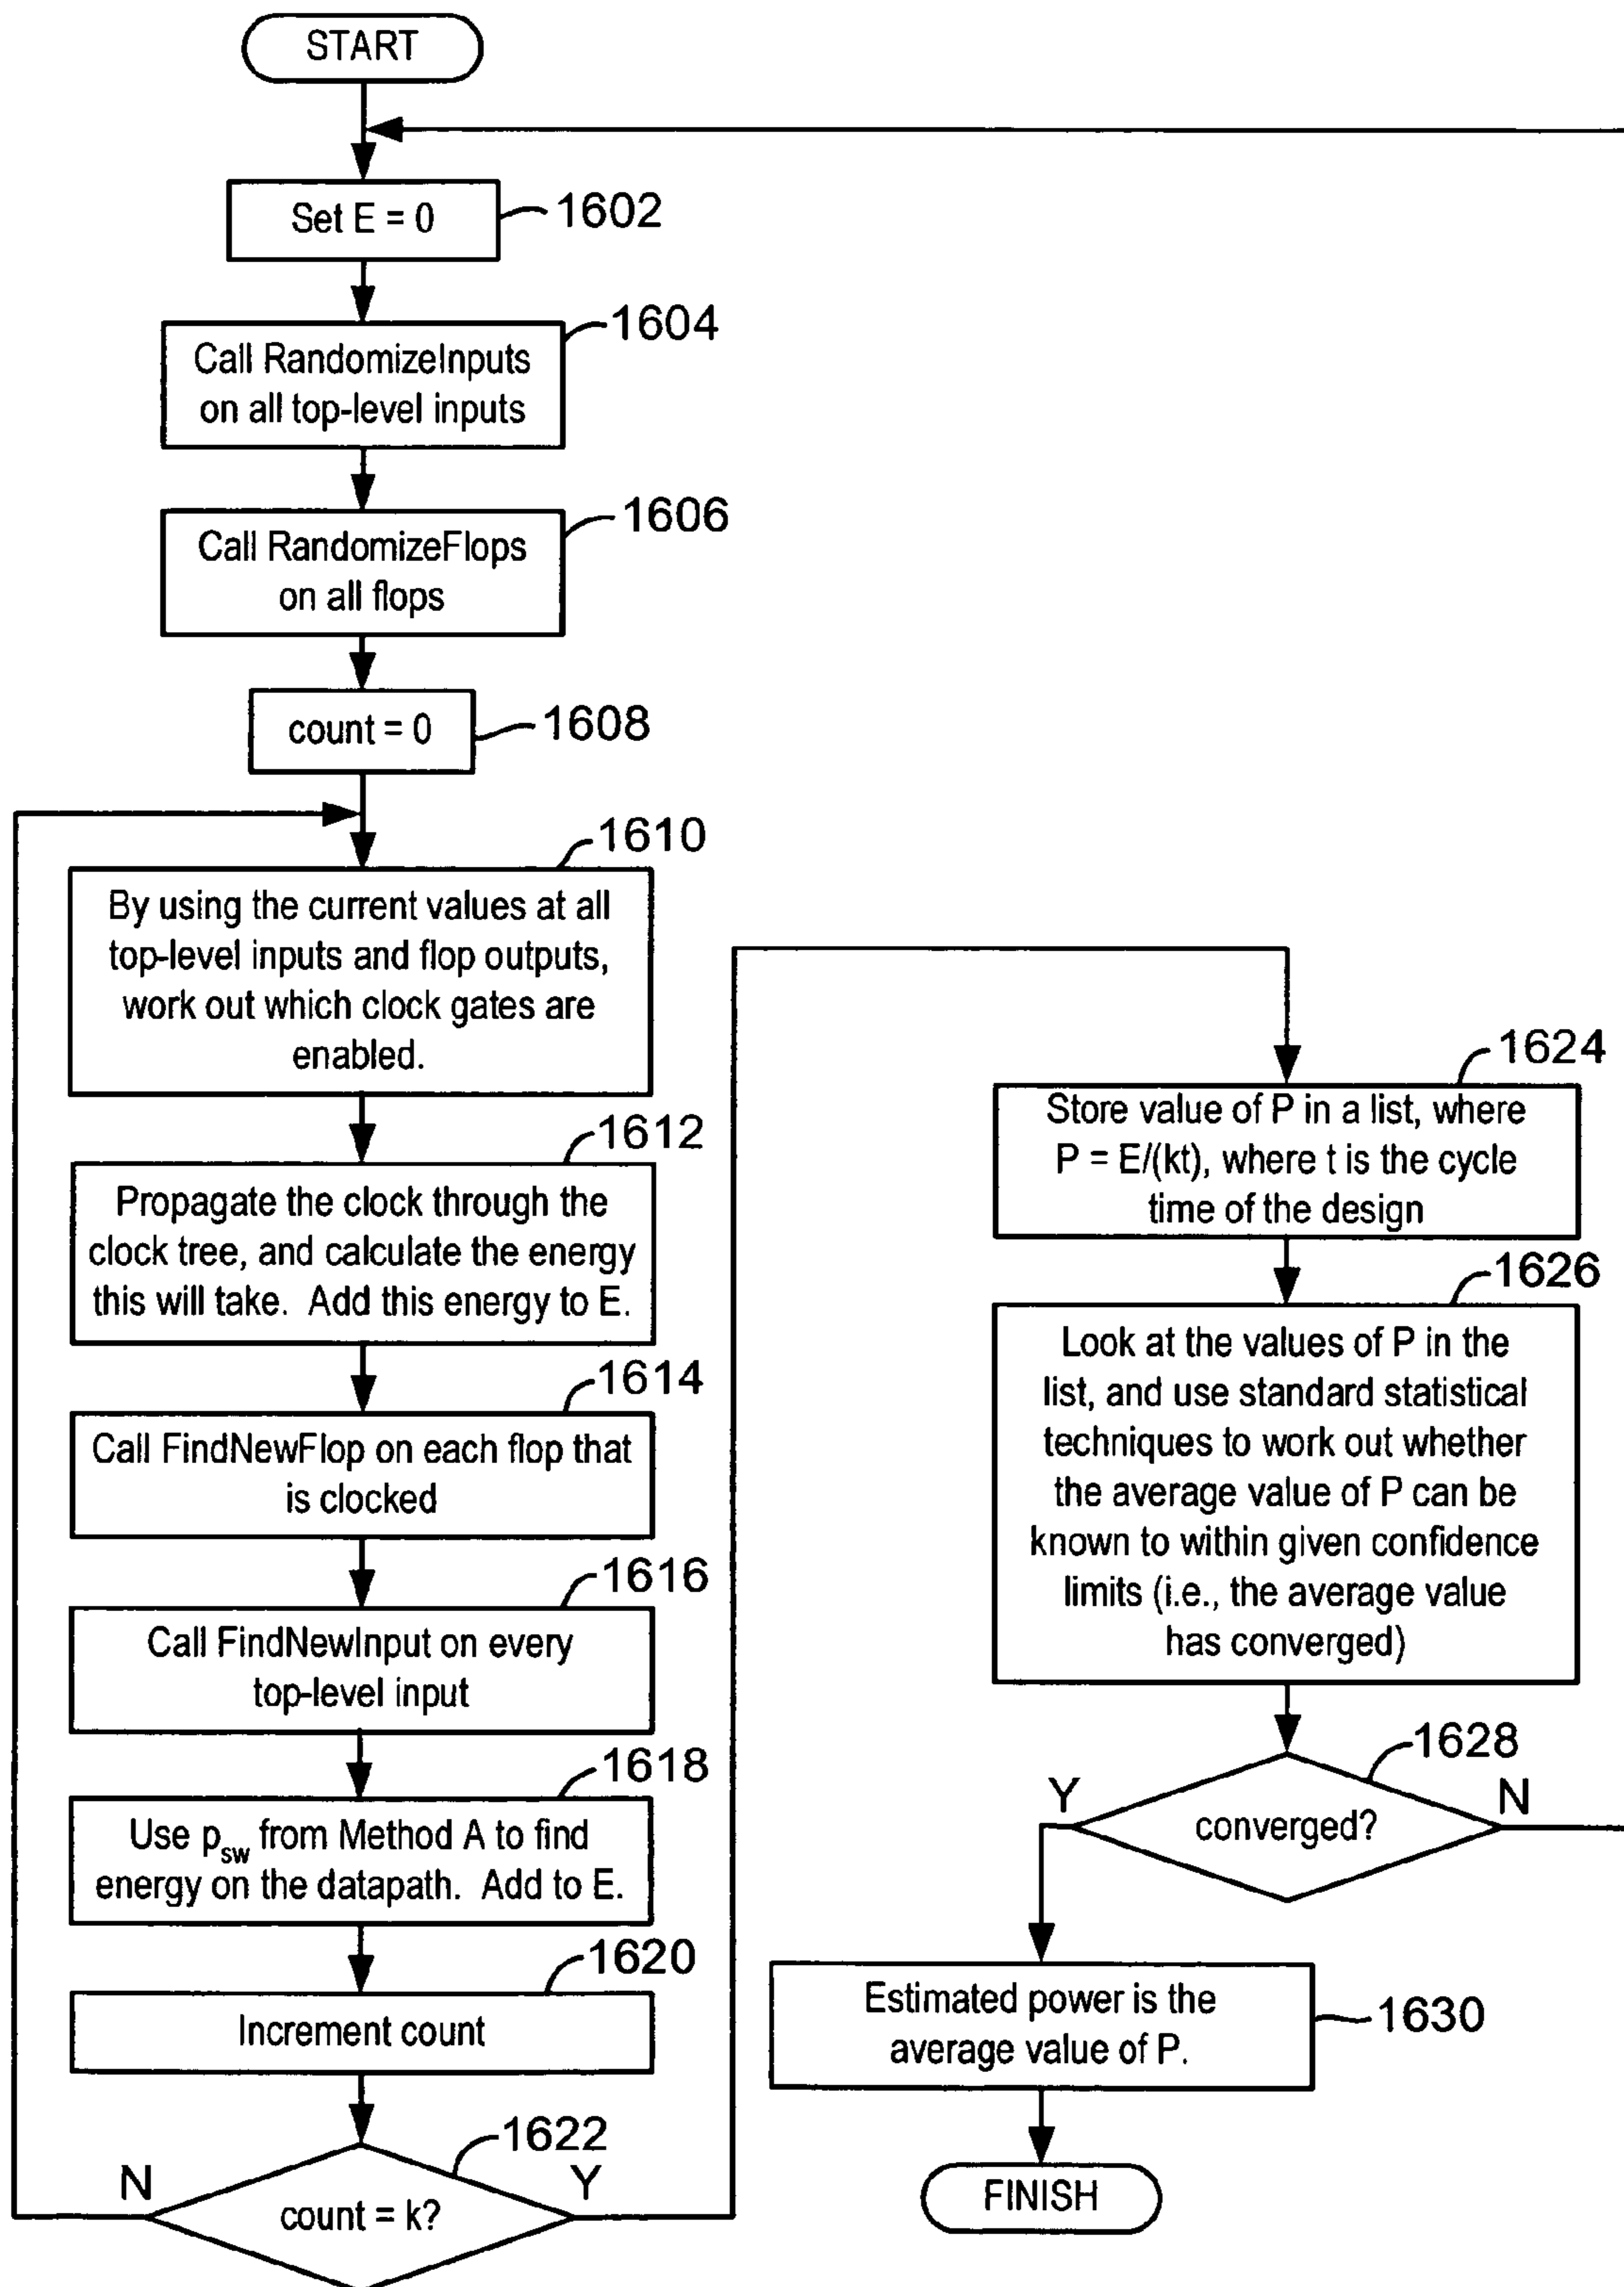 START
Set E = 0
1602
Call RandomizeInputs
on all top-level inputs
1604
Call RandomizeFlops
on all flops
1606
count = 0
1608
1610
By using the current values at all
top-level inputs and flop outputs,
work out which clock gates are
enabled.
1612
Propagate the clock through the
clock tree, and calculate the energy
this will take. Add this energy to E.
1614
Call FindNewFlop on each flop that
is clocked
1616
Call FindNewInput on every
top-level input
1618
Use psw from Method A to find
energy on the datapath. Add to E.
1620
Increment count
1622
N
count = k?
Y
1624
Store value of P in a list, where
P = E/(kt), where t is the cycle
time of the design
1626
Look at the values of P in the
list, and use standard statistical
techniques to work out whether
the average value of P can be
known to within given confidence
limits (i.e., the average value
has converged)
1628
Y
converged?
N
Estimated power is the
average value of P.
1630
FINISH